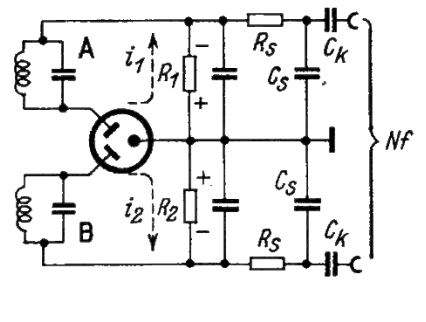 A
i₁
R₁
−
+
Rₛ
Cₛ
Cₖ
Nf
B
i₂
R₂
+
−
Cₛ
Rₛ
Cₖ